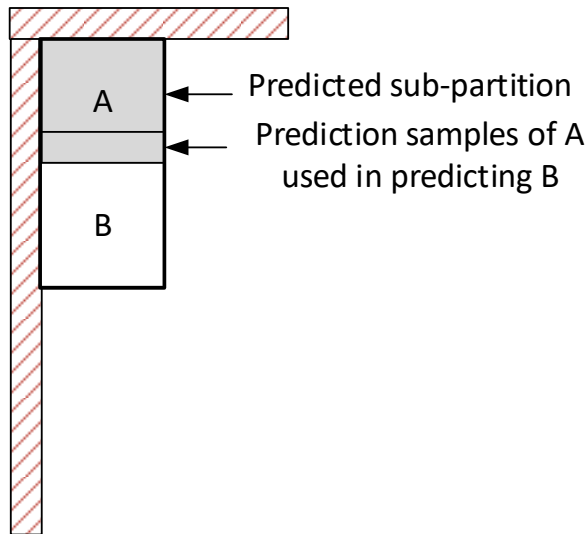 A
Predicted sub-partition
Prediction samples of A
used in predicting B
B